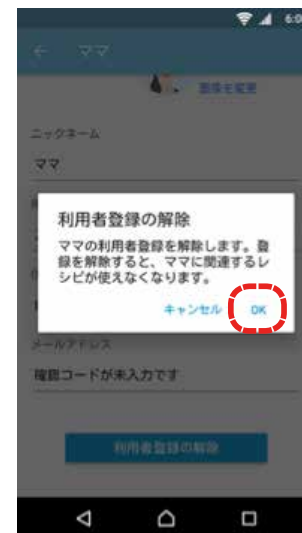 6:0
← ママ
画像を変更
ニックネーム
ママ
利用者登録の解除
ママの利用者登録を解除します。登
録を解除すると、ママに関連するレ
シピが使えなくなります。
キャンセル OK
メールアドレス
確認コードが未入力です
利用者登録の解除